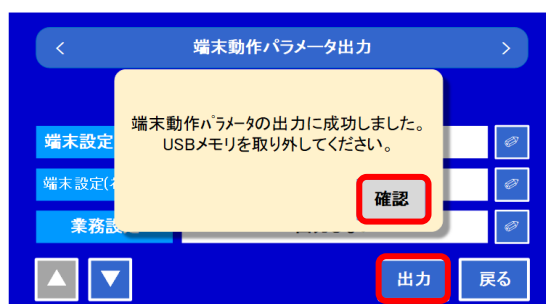 < 端末動作パラメータ出力 >
端末動作パラメータの出力に成功しました。
USBメモリを取り外してください。
確認
端末設定
端末設定(
業務設
出力
戻る